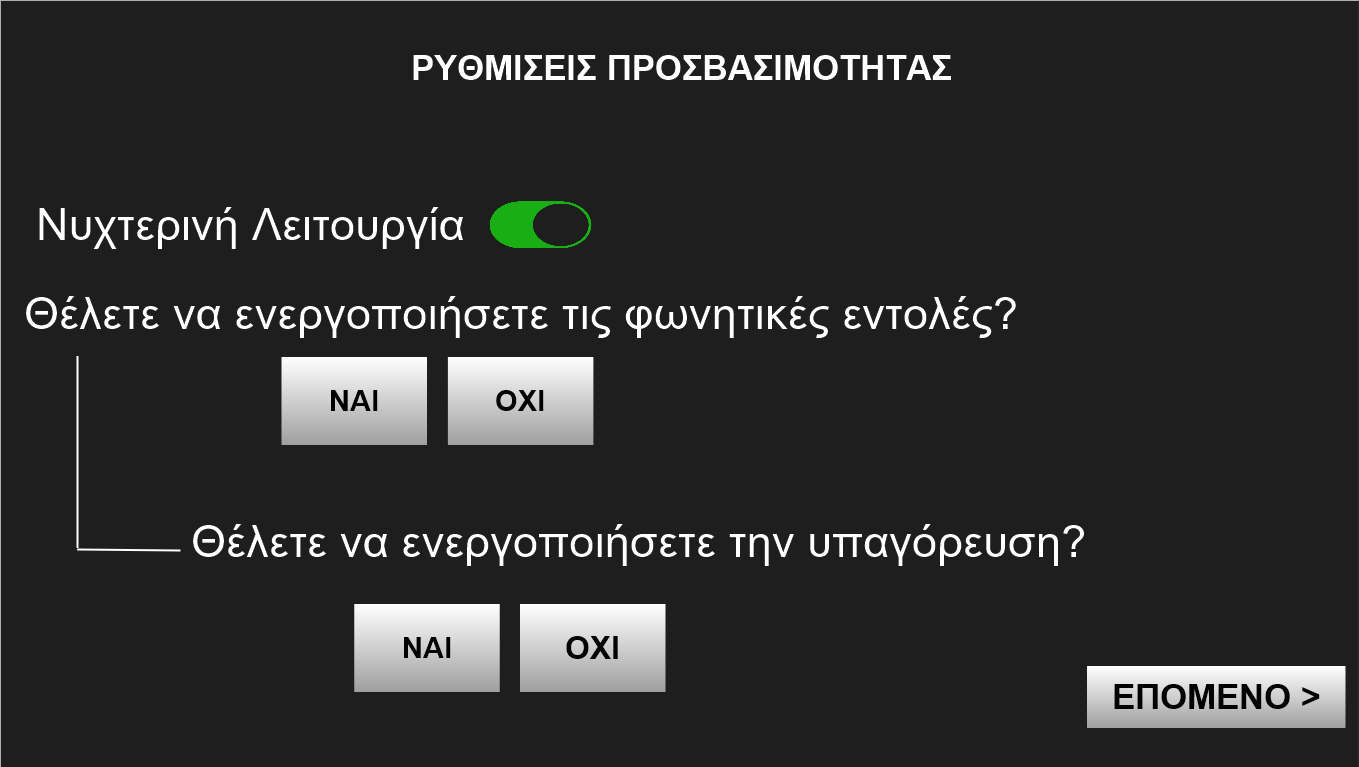 ΡΥΘΜΙΣΕΙΣ ΠΡΟΣΒΑΣΙΜΟΤΗΤΑΣ
Νυχτερινή Λειτουργία
Θέλετε να ενεργοποιήσετε τις φωνητικές εντολές?
ΝΑΙ ΟΧΙ
Θέλετε να ενεργοποιήσετε την υπαγόρευση?
ΝΑΙ ΟΧΙ
ΕΠΟΜΕΝΟ >